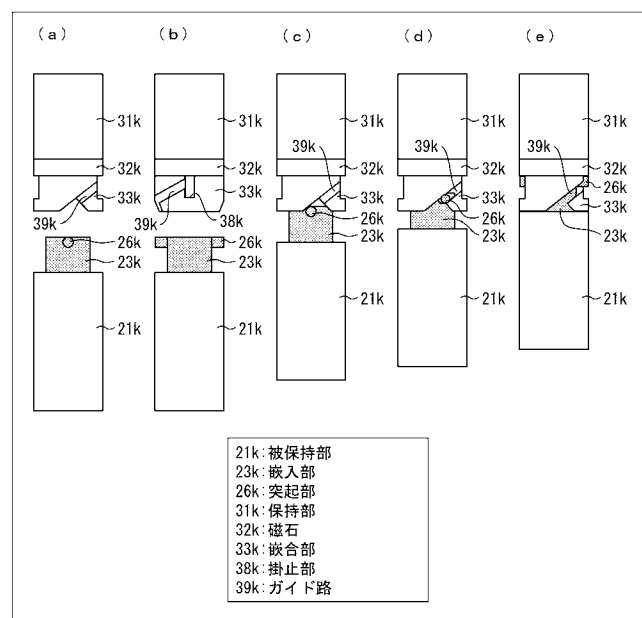 (a) (b) (c) (d) (e)
31k 31k 31k 31k 31k
32k 32k 39k 32k 39k 32k 39k 32k
33k 33k 33k 33k 26k
39k 39k 38k 26k 26k 33k
26k 26k 23k 23k 23k
23k 23k
21k 21k 21k 21k 21k
21k:被保持部
23k:嵌入部
26k:突起部
31k:保持部
32k:磁石
33k:嵌合部
38k:掛止部
39k:ガイド路